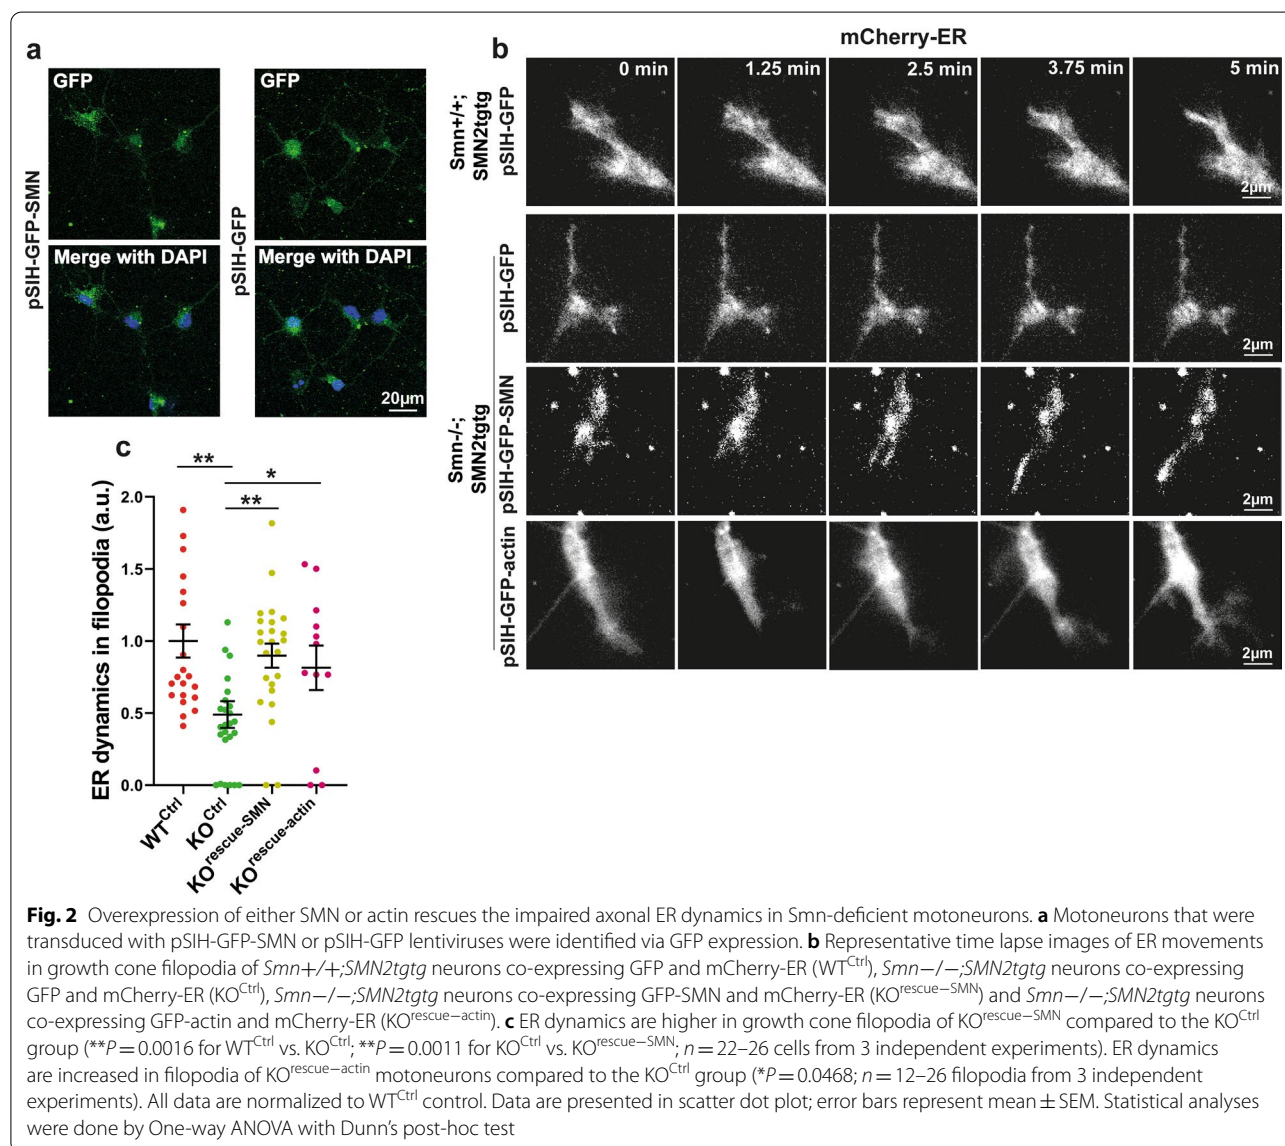 a
GFP
GFP
pSIH-GFP-SMN
pSIH-GFP
Merge with DAPI
Merge with DAPI
20μm
b
mCherry-ER
0 min
1.25 min
2.5 min
3.75 min
5 min
Smn+/+;
SMN2tgtg
pSIH-GFP
2μm
Smn-/-;
SMN2tgtg
pSIH-GFP
2μm
pSIH-GFP-SMN
2μm
pSIH-GFP-actin
2μm
c
**
*
**
ER dynamics in filopodia (a.u.)
2.0
1.5
1.0
0.5
0.0
WTCtrl
KOCtrl
KOrescue-SMN
KOrescue-actin
Fig. 2 Overexpression of either SMN or actin rescues the impaired axonal ER dynamics in Smn-deficient motoneurons. a Motoneurons that were
transduced with pSIH-GFP-SMN or pSIH-GFP lentiviruses were identified via GFP expression. b Representative time lapse images of ER movements
in growth cone filopodia of Smn+/+;SMN2tgtg neurons co-expressing GFP and mCherry-ER (WTCtrl), Smn−/−;SMN2tgtg neurons co-expressing
GFP and mCherry-ER (KOCtrl), Smn−/−;SMN2tgtg neurons co-expressing GFP-SMN and mCherry-ER (KOrescue−SMN) and Smn−/−;SMN2tgtg neurons
co-expressing GFP-actin and mCherry-ER (KOrescue−actin). c ER dynamics are higher in growth cone filopodia of KOrescue−SMN compared to the KOCtrl
group (**P = 0.0016 for WTCtrl vs. KOCtrl; **P = 0.0011 for KOCtrl vs. KOrescue−SMN; n = 22–26 cells from 3 independent experiments). ER dynamics
are increased in filopodia of KOrescue−actin motoneurons compared to the KOCtrl group (*P = 0.0468; n = 12–26 filopodia from 3 independent
experiments). All data are normalized to WTCtrl control. Data are presented in scatter dot plot; error bars represent mean ± SEM. Statistical analyses
were done by One-way ANOVA with Dunn's post-hoc test